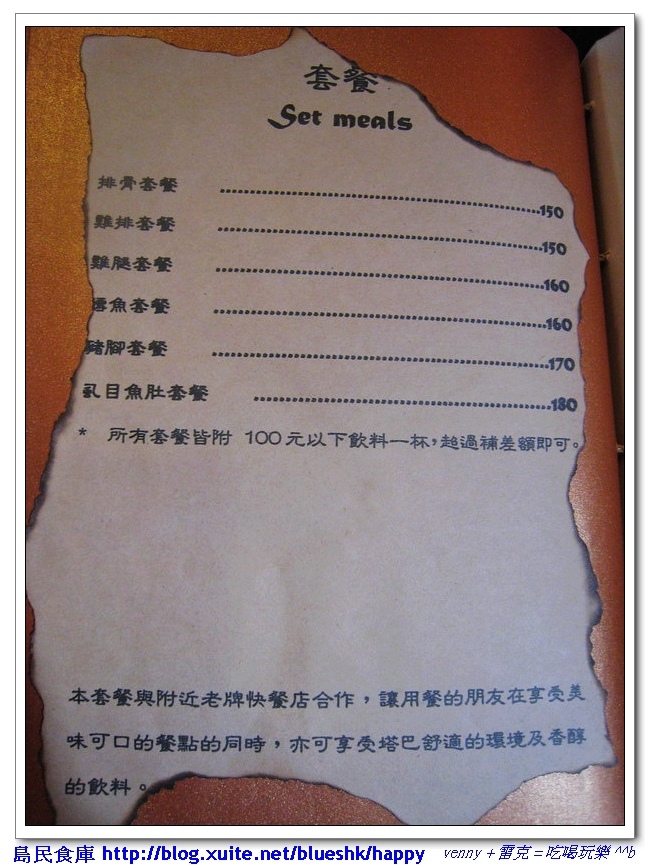 套餐
Set meals
排骨套餐 ........................................150
雞排套餐 ........................................150
雞腿套餐 ........................................160
鱈魚套餐 ........................................160
豬腳套餐 ........................................170
虱目魚肚套餐 ....................................180
* 所有套餐皆附 100元以下飲料一杯,超過補差額即可。
本套餐與附近老牌快餐店合作，讓用餐的朋友在享受美
味可口的餐點的同時，亦可享受塔巴舒適的環境及香醇
的飲料。
島民食庫 http://blog.xuite.net/blueshk/happy venny + 雷克 = 吃喝玩樂 ^^b